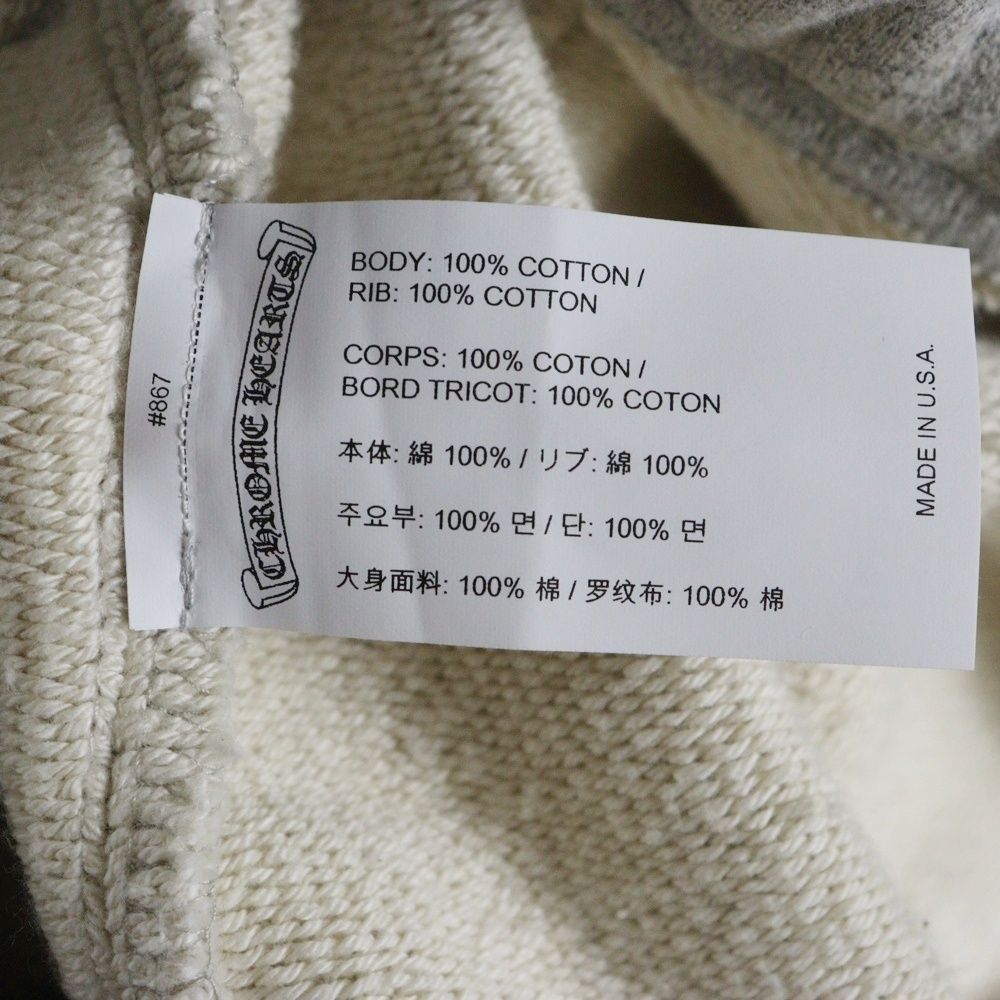 #867
CHROME HEARTS
BODY: 100% COTTON /
RIB: 100% COTTON
CORPS: 100% COTON /
BORD TRICOT: 100% COTON
本体: 綿 100% / リブ: 綿 100%
주요부: 100% 면 / 단: 100% 면
大身面料: 100% 棉 / 罗纹布: 100% 棉
MADE IN U.S.A.